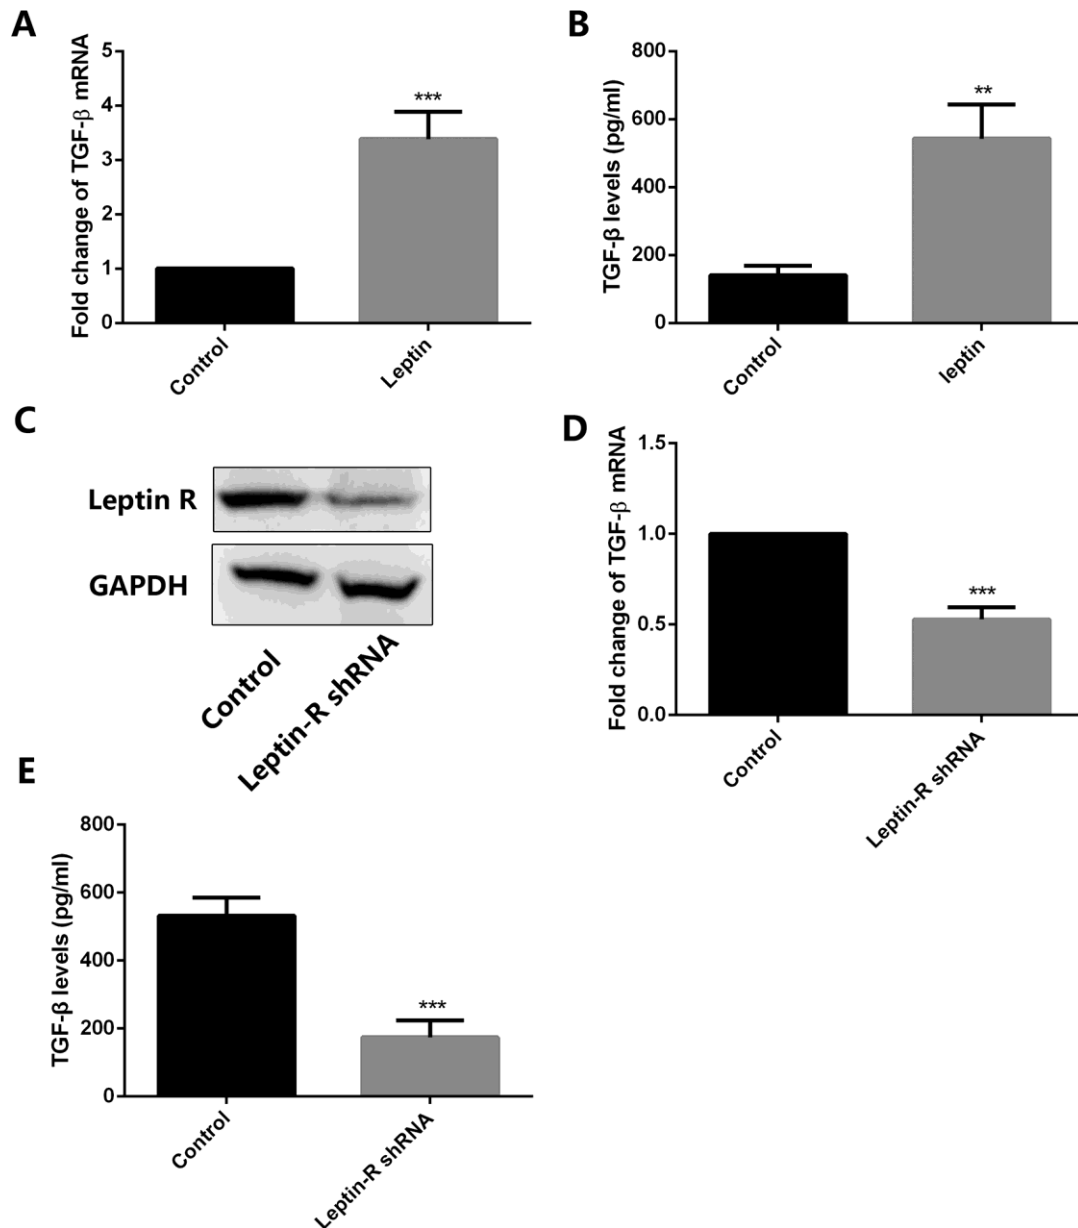 A
Fold change of TGF-β mRNA
5
4
3
2
1
0
***
Control
Leptin
B
TGF-β levels (pg/ml)
800
600
400
200
0
**
Control
leptin
C
Leptin R
GAPDH
Control
Leptin-R shRNA
D
Fold change of TGF-β mRNA
1.5
1.0
0.5
0.0
***
Control
Leptin-R shRNA
E
TGF-β levels (pg/ml)
800
600
400
200
0
***
Control
Leptin-R shRNA